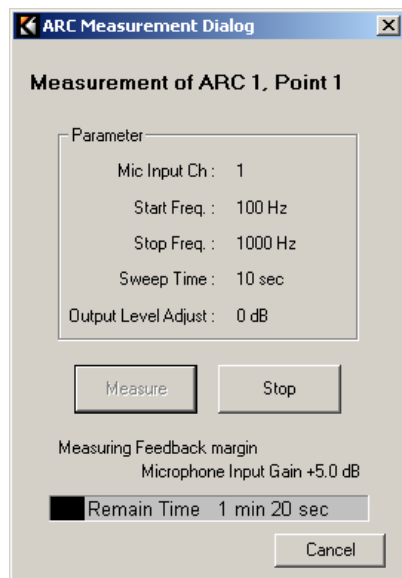 ARC Measurement Dialog
Measurement of ARC 1, Point 1
Parameter
Mic Input Ch : 1
Start Freq. : 100 Hz
Stop Freq. : 1000 Hz
Sweep Time : 10 sec
Output Level Adjust : 0 dB
Measure Stop
Measuring Feedback margin
Microphone Input Gain +5.0 dB
Remain Time 1 min 20 sec
Cancel